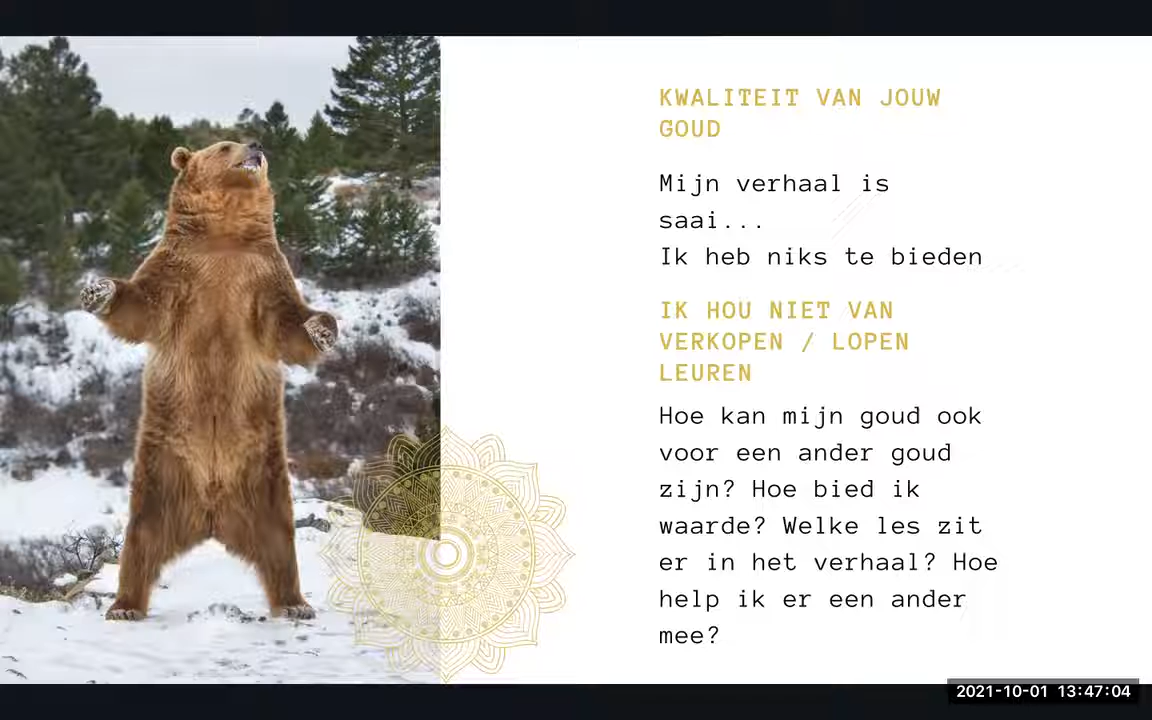 KWALITEIT VAN JOUW
GOUD
Mijn verhaal is
saai...
Ik heb niks te bieden
IK HOU NIET VAN
VERKOPEN / LOPEN
LEUREN
Hoe kan mijn goud ook
voor een ander goud
zijn? Hoe bied ik
waarde? Welke les zit
er in het verhaal? Hoe
help ik er een ander
mee?
2021-10-01 13:47:04